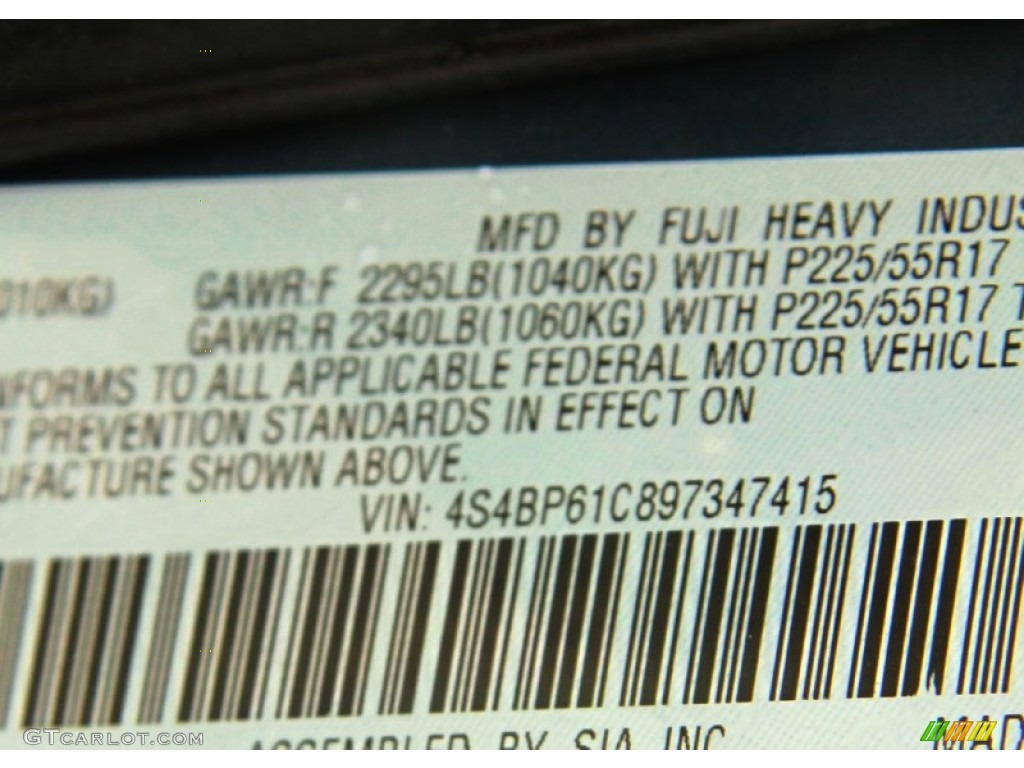 MFD BY FUJI HEAVY INDUS
010KG) GAWR:F 2295LB(1040KG) WITH P225/55R17
GAWR:R 2340LB(1060KG) WITH P225/55R17 T
NFORMS TO ALL APPLICABLE FEDERAL MOTOR VEHICLE
T PREVENTION STANDARDS IN EFFECT ON
UFACTURE SHOWN ABOVE.
VIN: 4S4BP61C897347415
ASSEMBLED BY SIA INC
MAD
GTCARLOT.COM